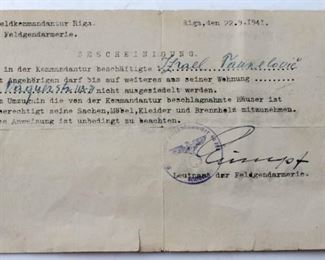 eldkommandantur Riga.
Riga, den 22.9.1941.
Feldgendarmerie.
BESCHEINIGUNG
in der Kommandantur beschäftigte Israel
t Angehörigen darf bis auf weiteres aus seiner Wohnung ........
nicht ausgesiedelt werden.
m Umzug in die von der Kommandantur beschlagnahmte Häuser ist
berechtigt seine Sachen, Möbel, Kleider und Brennholz mitzunehmen.
e Anweisung ist unbedingt zu beachten.
Leutnant der Feldgendarmerie.